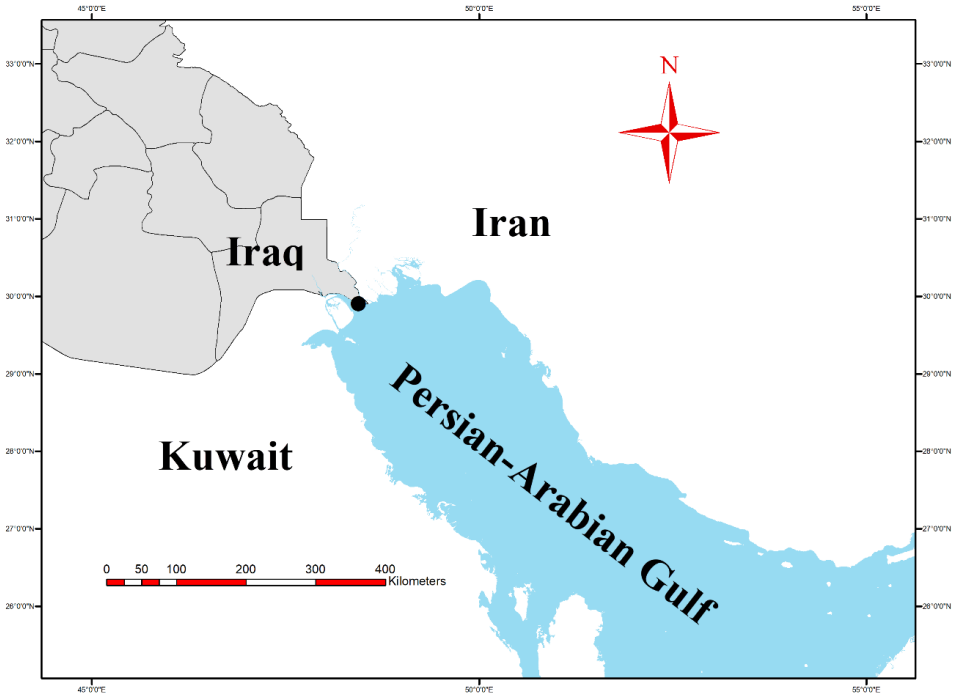 45°0'0"E
50°0'0"E
55°0'0"E
33°0'0"N
33°0'0"N
N
32°0'0"N
32°0'0"N
31°0'0"N
31°0'0"N
Iran
Iraq
30°0'0"N
30°0'0"N
29°0'0"N
29°0'0"N
Persian-Arabian Gulf
28°0'0"N
28°0'0"N
Kuwait
27°0'0"N
27°0'0"N
0 50 100 200 300 400
Kilometers
26°0'0"N
26°0'0"N
45°0'0"E
50°0'0"E
55°0'0"E